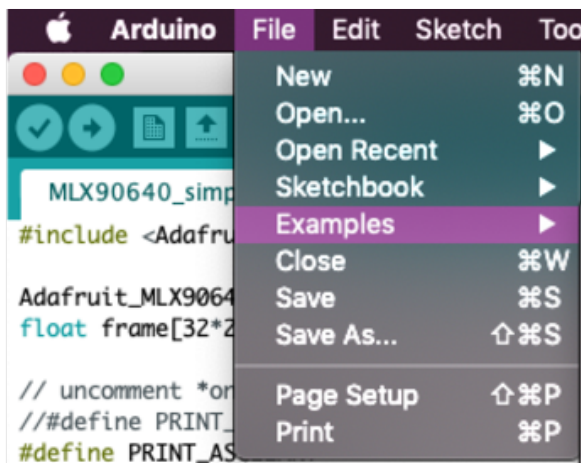 Arduino File Edit Sketch
New ⌘N
Open... ⌘O
Open Recent ▶
Sketchbook ▶
Examples ▶
Close ⌘W
Save ⌘S
Save As... ⇧⌘S
Page Setup ⇧⌘P
Print ⌘P
MLX90640_simp
#include <Adafru
Adafruit_MLX9064
float frame[32*2
// uncomment *or
//#define PRINT_
#define PRINT_AS